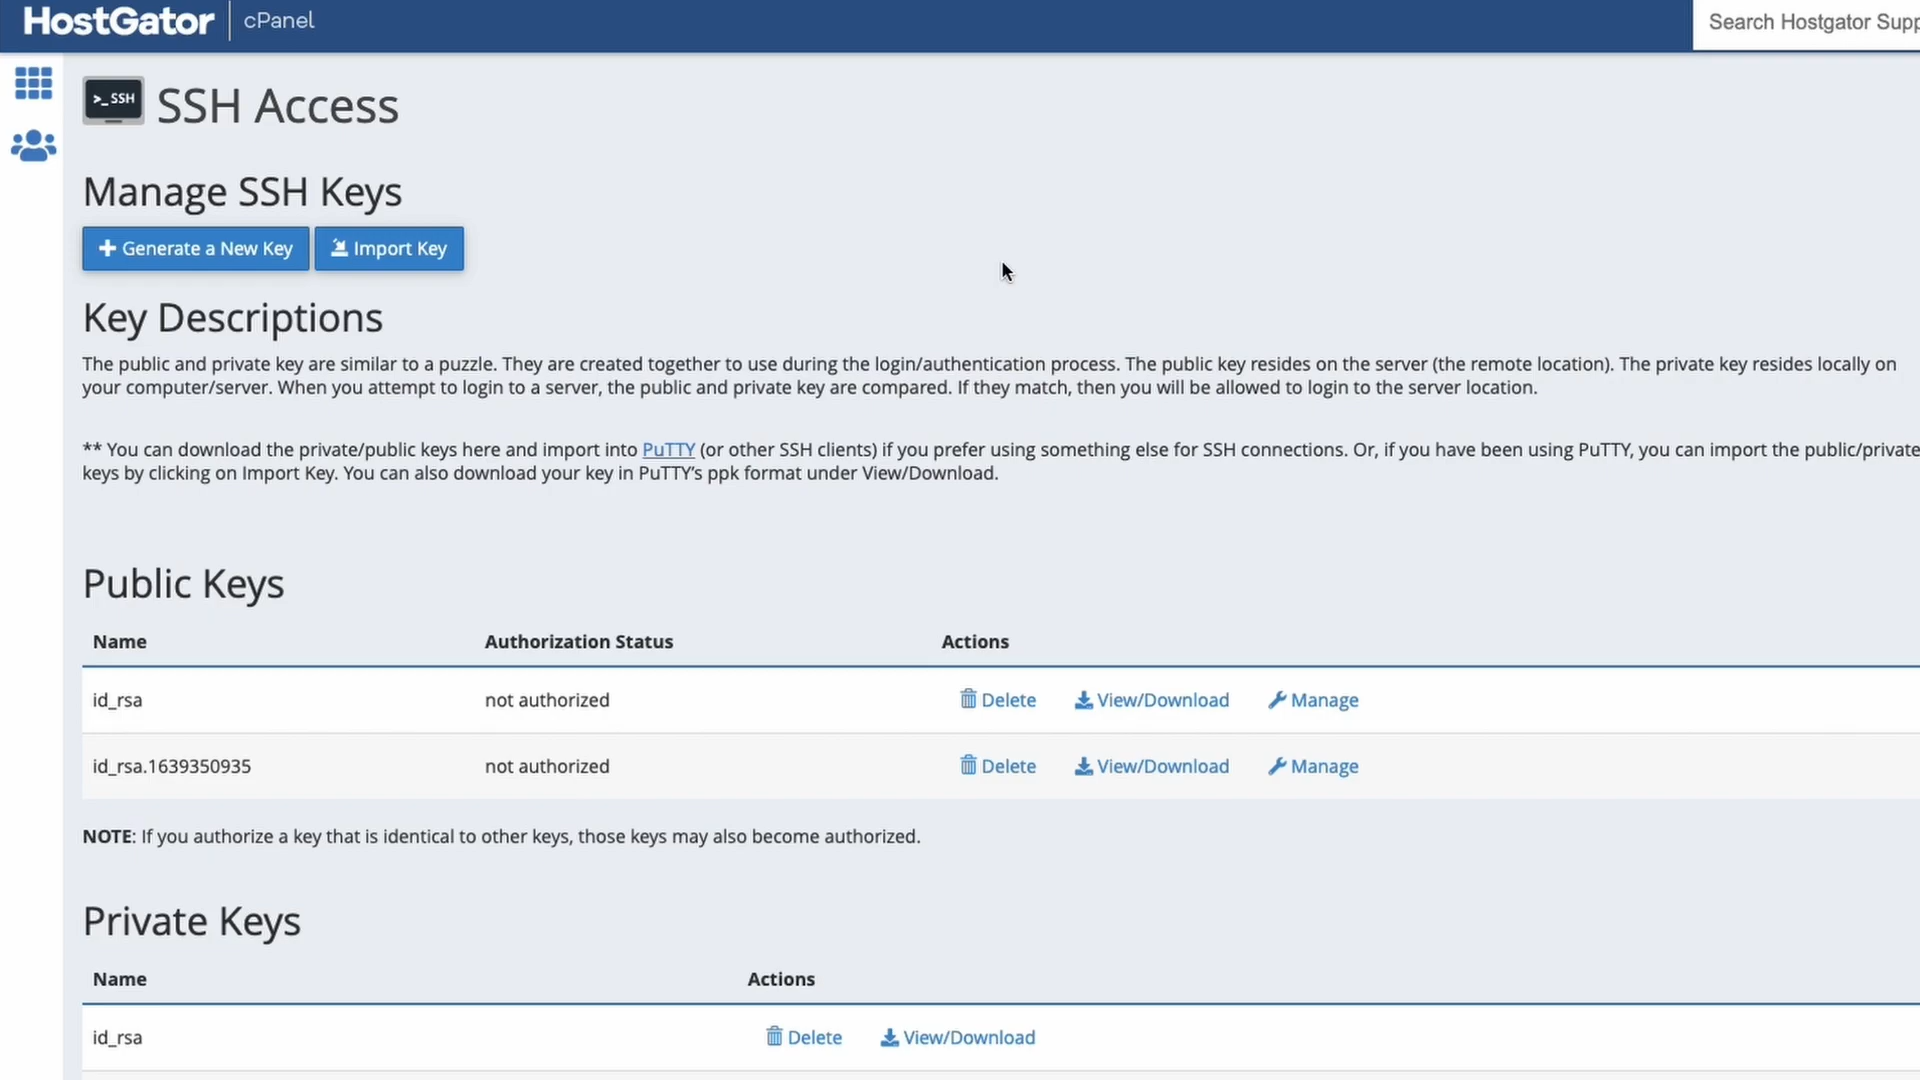 HostGator cPanel
Search Hostgator Supp
>_ SSH SSH Access
Manage SSH Keys
Generate a New Key Import Key
Key Descriptions
The public and private key are similar to a puzzle. They are created together to use during the login/authentication process. The public key resides on the server (the remote location). The private key resides locally on
your computer/server. When you attempt to login to a server, the public and private key are compared. If they match, then you will be allowed to login to the server location.
** You can download the private/public keys here and import into PuTTY (or other SSH clients) if you prefer using something else for SSH connections. Or, if you have been using PuTTY, you can import the public/private
keys by clicking on Import Key. You can also download your key in PuTTY’s ppk format under View/Download.
Public Keys
Name Authorization Status Actions
id_rsa not authorized Delete View/Download Manage
id_rsa.1639350935 not authorized Delete View/Download Manage
NOTE: If you authorize a key that is identical to other keys, those keys may also become authorized.
Private Keys
Name Actions
id_rsa Delete View/Download